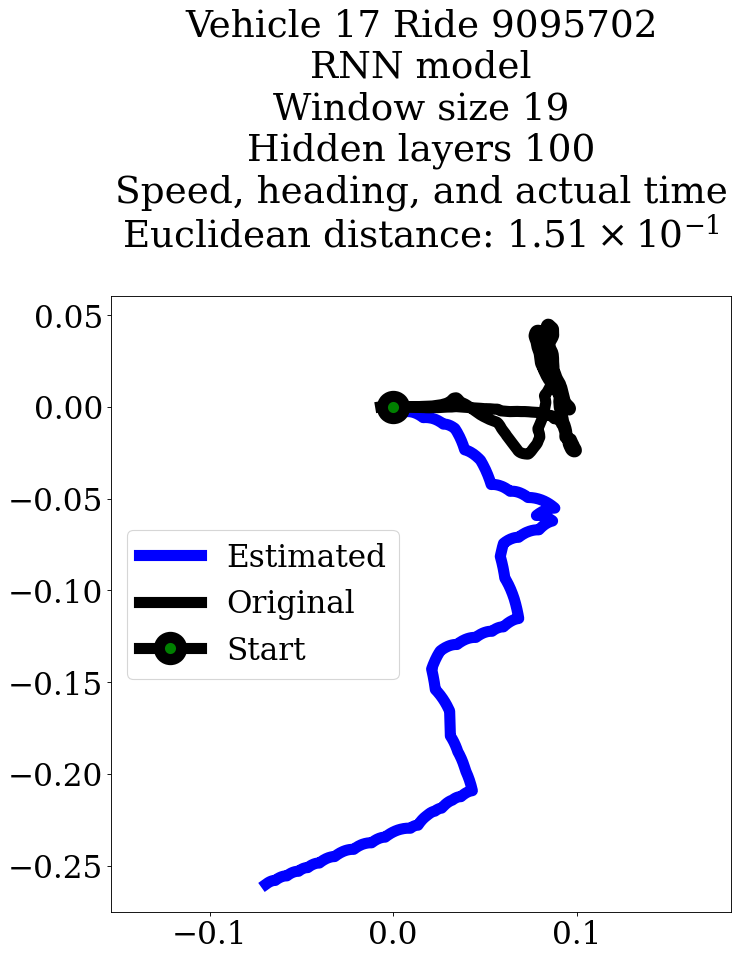 Vehicle 17 Ride 9095702
RNN model
Window size 19
Hidden layers 100
Speed, heading, and actual time
Euclidean distance: 1.51 × 10⁻¹
0.05
0.00
−0.05
−0.10
−0.15
−0.20
−0.25
Estimated
Original
Start
−0.1
0.0
0.1